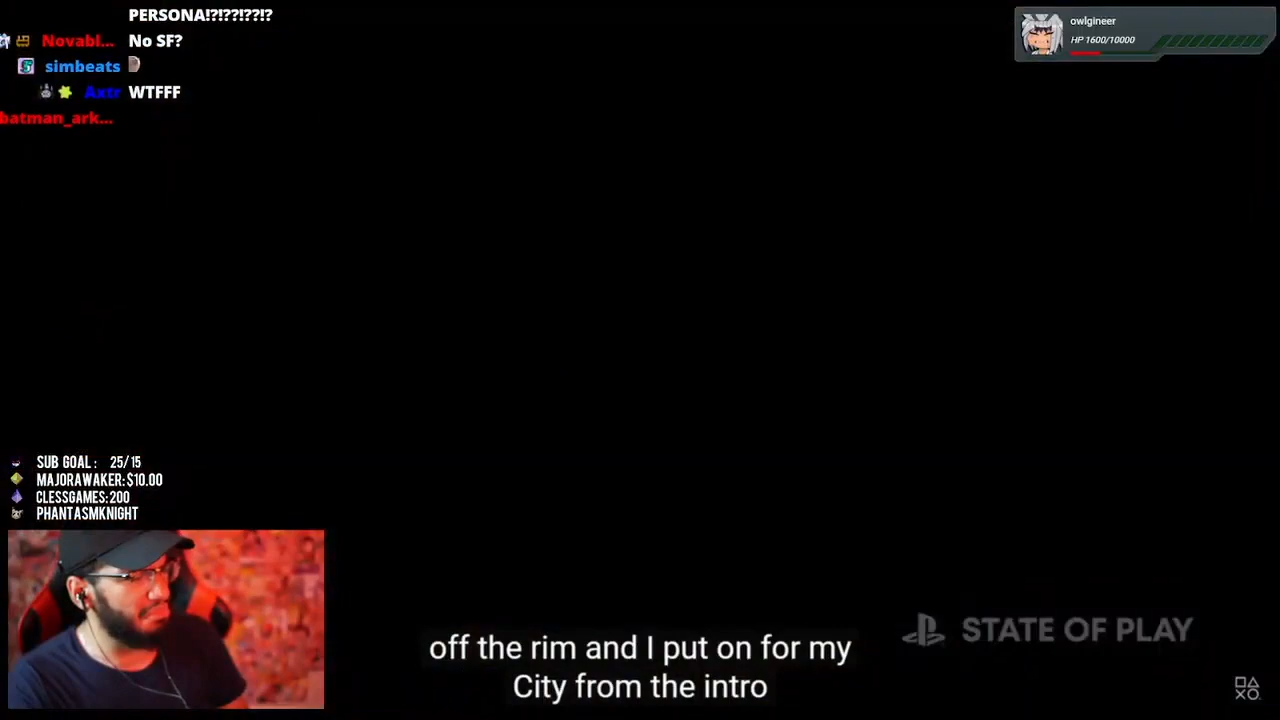 PERSONA!?!??!??!?
Novabl... No SF?
simbeats
Axtr WTFFF
batman_ark...
owlgineer
HP 1600/10000
SUB GOAL : 25/15
MAJORAWAKER: $10.00
CLESSGAMES: 200
PHANTASMKNIGHT
off the rim and I put on for my
City from the intro
STATE OF PLAY